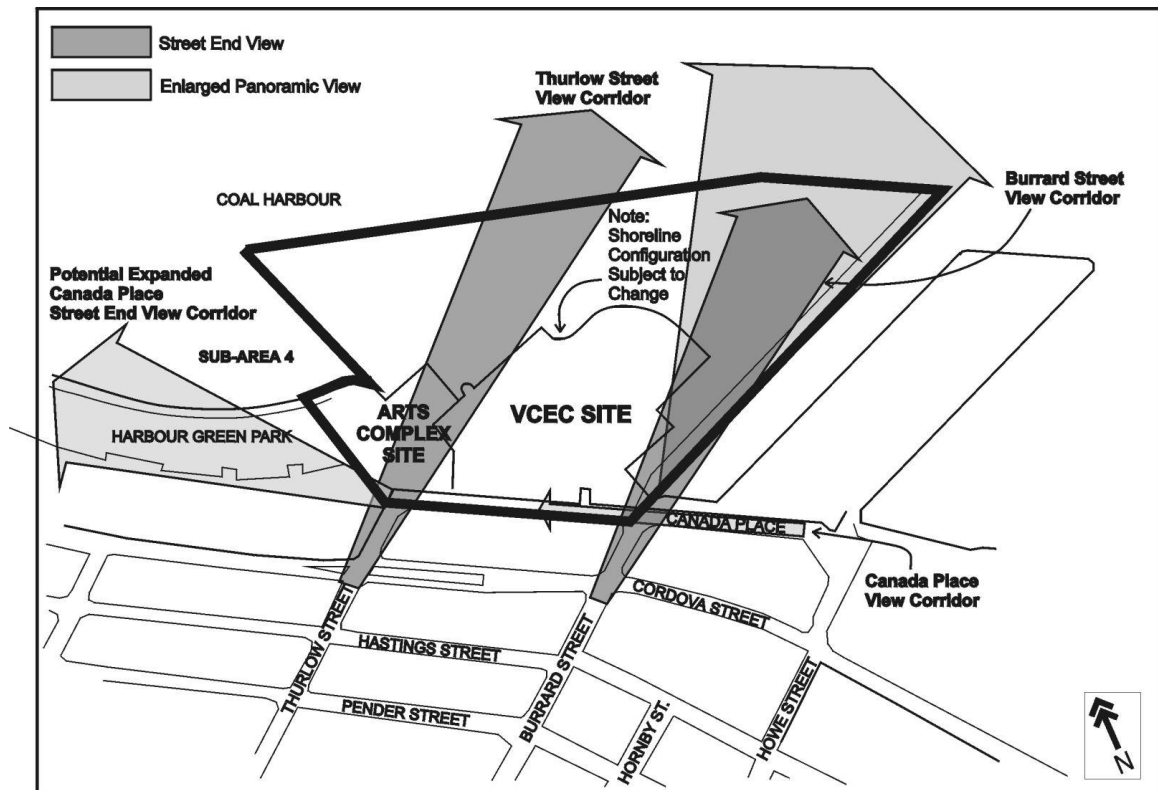 Street End View
Enlarged Panoramic View
Thurlow Street
View Corridor
Burrard Street
View Corridor
COAL HARBOUR
Note:
Shoreline
Configuration
Subject to
Change
Potential Expanded
Canada Place
Street End View Corridor
SUB-AREA 4
HARBOUR GREEN PARK
ARTS
COMPLEX
SITE
VCEC SITE
CANADA PLACE
Canada Place
View Corridor
CORDOVA STREET
THURLOW STREET
HASTINGS STREET
BURRARD STREET
PENDER STREET
HORNBY ST.
HOWE STREET
N